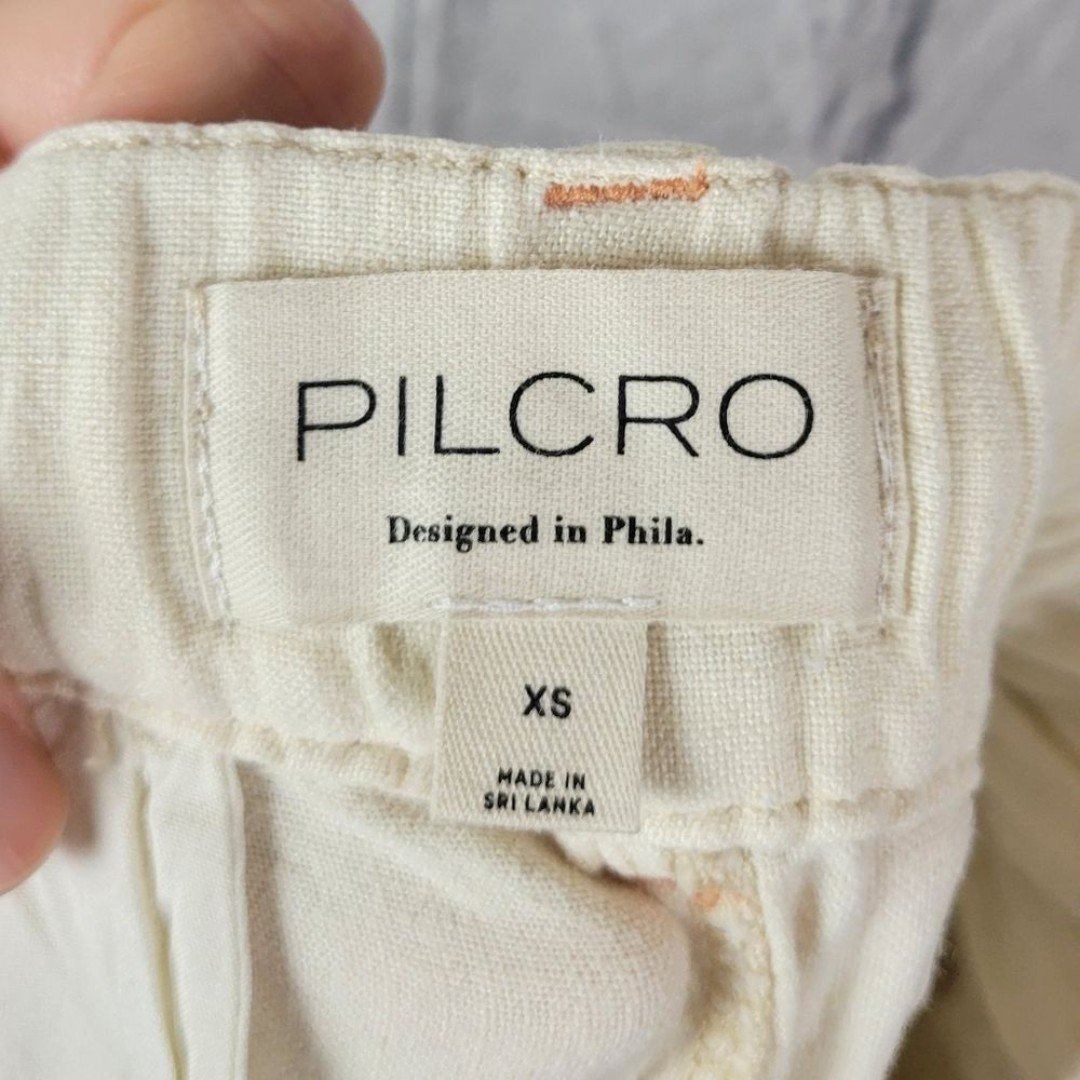 PILCRO
Designed in Phila.
XS
MADE IN
SRI LANKA